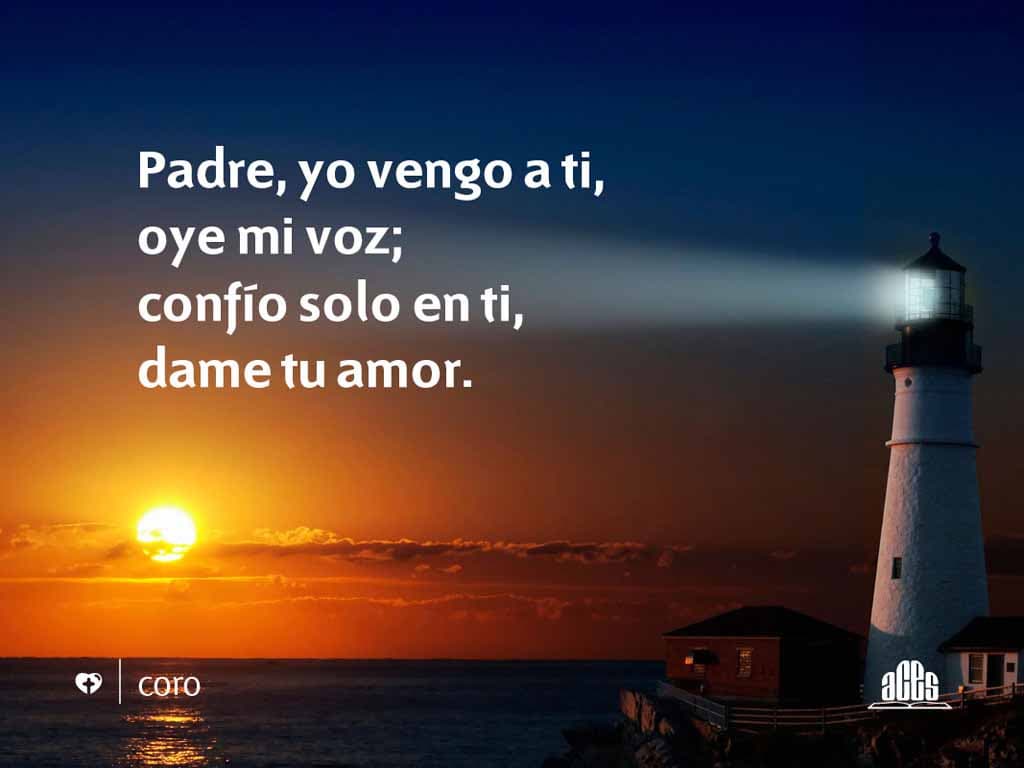 Padre, yo vengo a ti,
oye mi voz;
confío solo en ti,
dame tu amor.
coro
aces